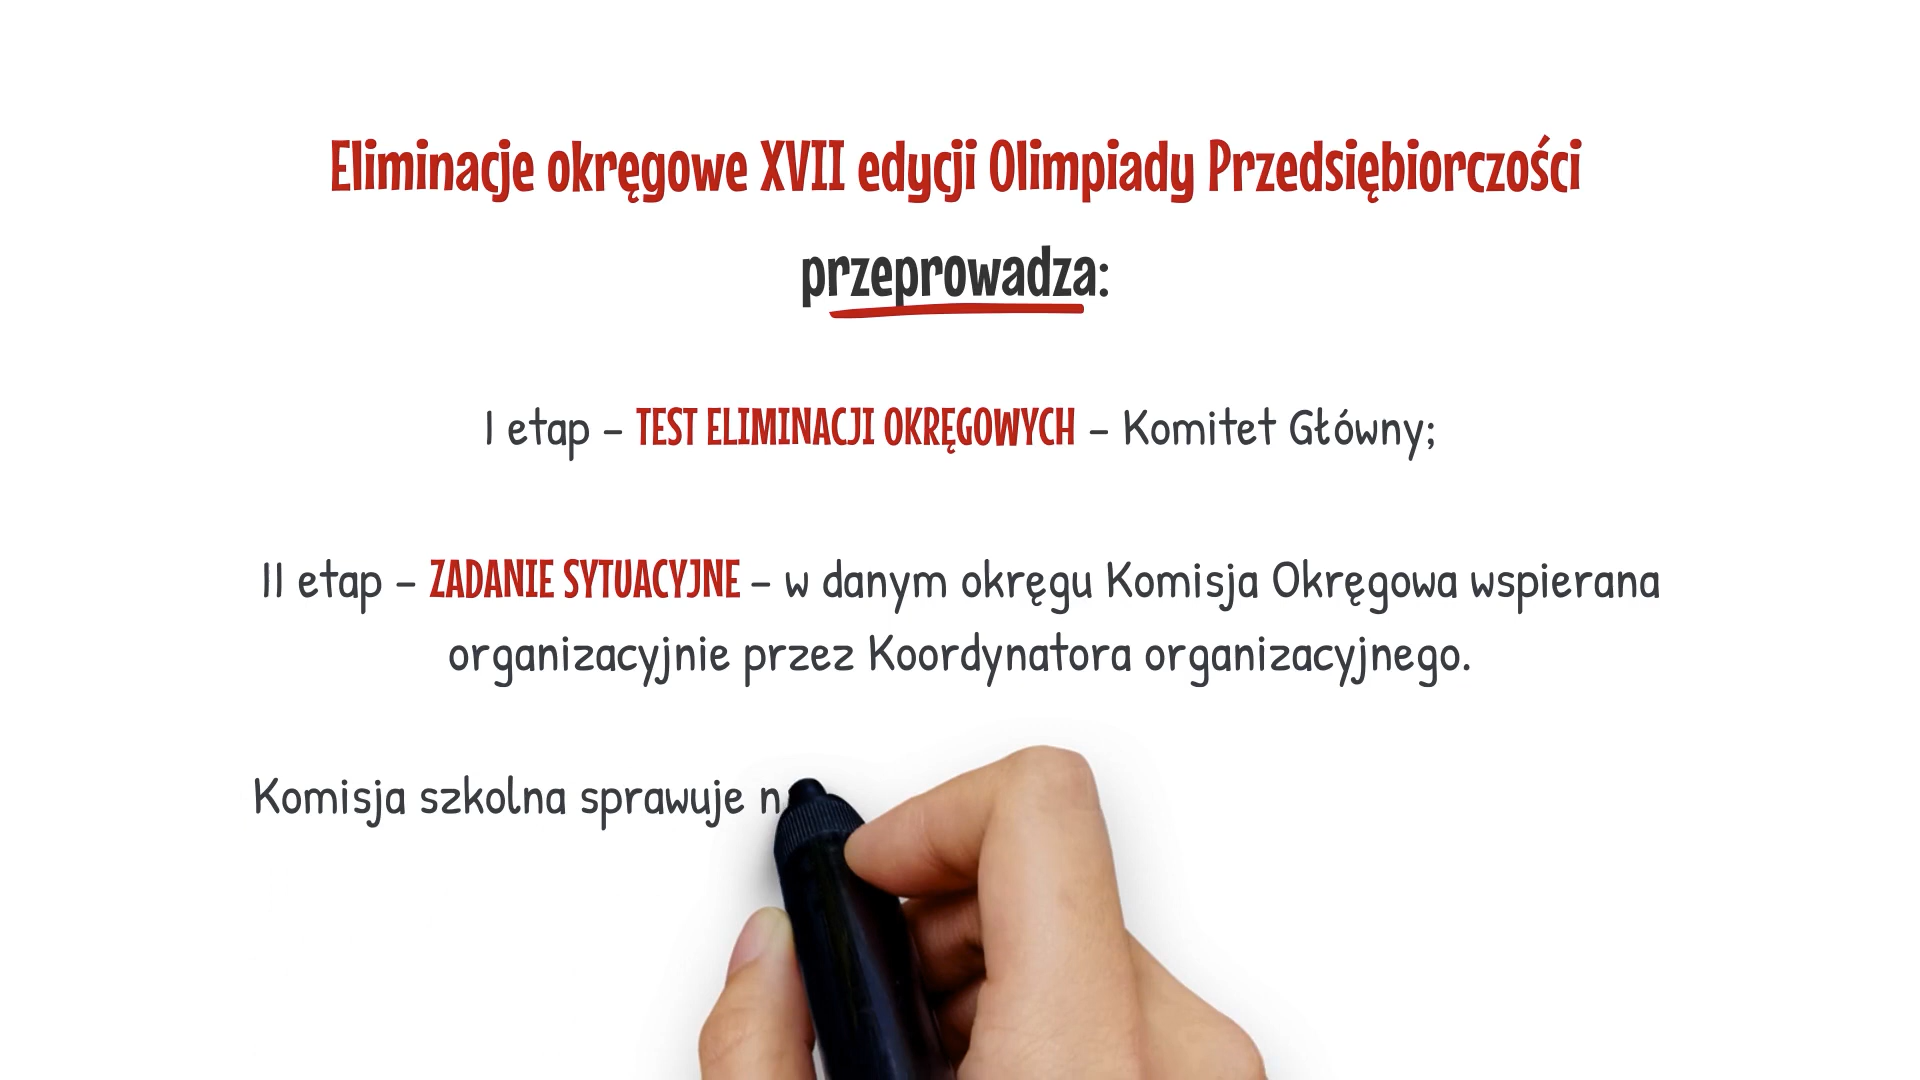 Eliminacje okręgowe XVII edycji Olimpiady Przedsiębiorczości
przeprowadza:
I etap – TEST ELIMINACJI OKRĘGOWYCH – Komitet Główny;
II etap – ZADANIE SYTUACYJNE – w danym okręgu Komisja Okręgowa wspierana
organizacyjnie przez Koordynatora organizacyjnego.
Komisja szkolna sprawuje n